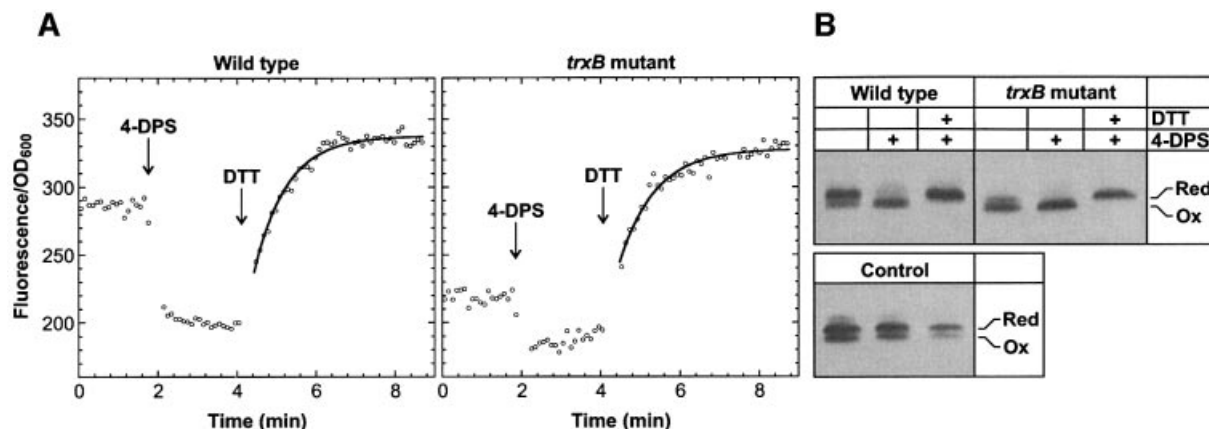 A
B
Wild type
trxB mutant
Fluorescence/OD600
350
300
250
200
4-DPS
DTT
4-DPS
DTT
0 2 4 6 8
0 2 4 6 8
Time (min)
Time (min)
Wild type trxB mutant
+ + DTT
+ + + + 4-DPS
Red
Ox
Control
Red
Ox